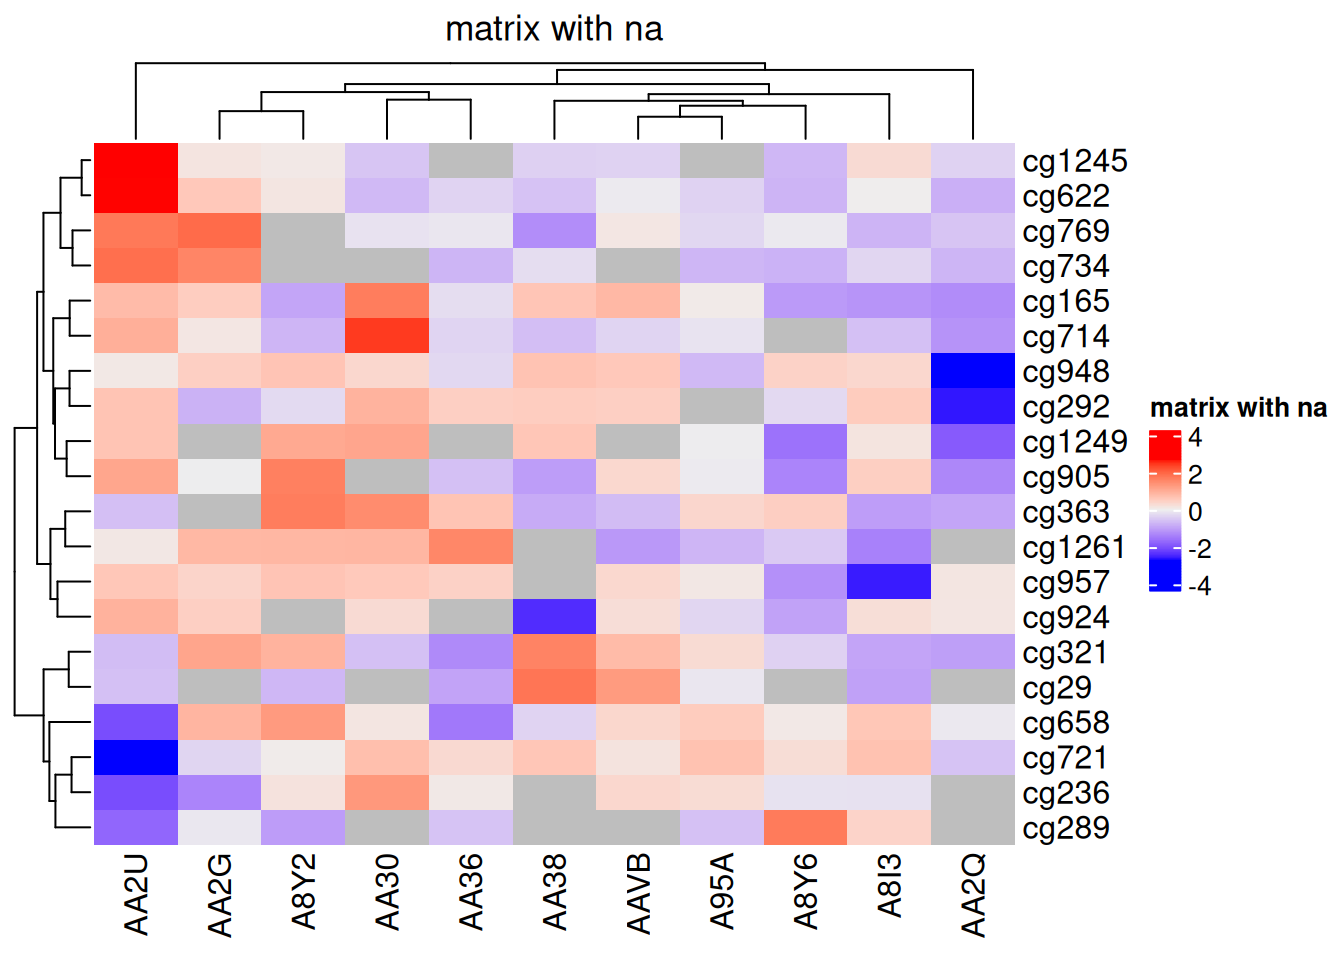 matrix with na
cg1245
cg622
cg769
cg734
cg165
cg714
cg948
cg292
cg1249
cg905
cg363
cg1261
cg957
cg924
cg321
cg29
cg658
cg721
cg236
cg289
AA2U
AA2G
A8Y2
AA30
AA36
AA38
AAVB
A95A
A8Y6
A8I3
AA2Q
matrix with na
4
2
0
-2
-4